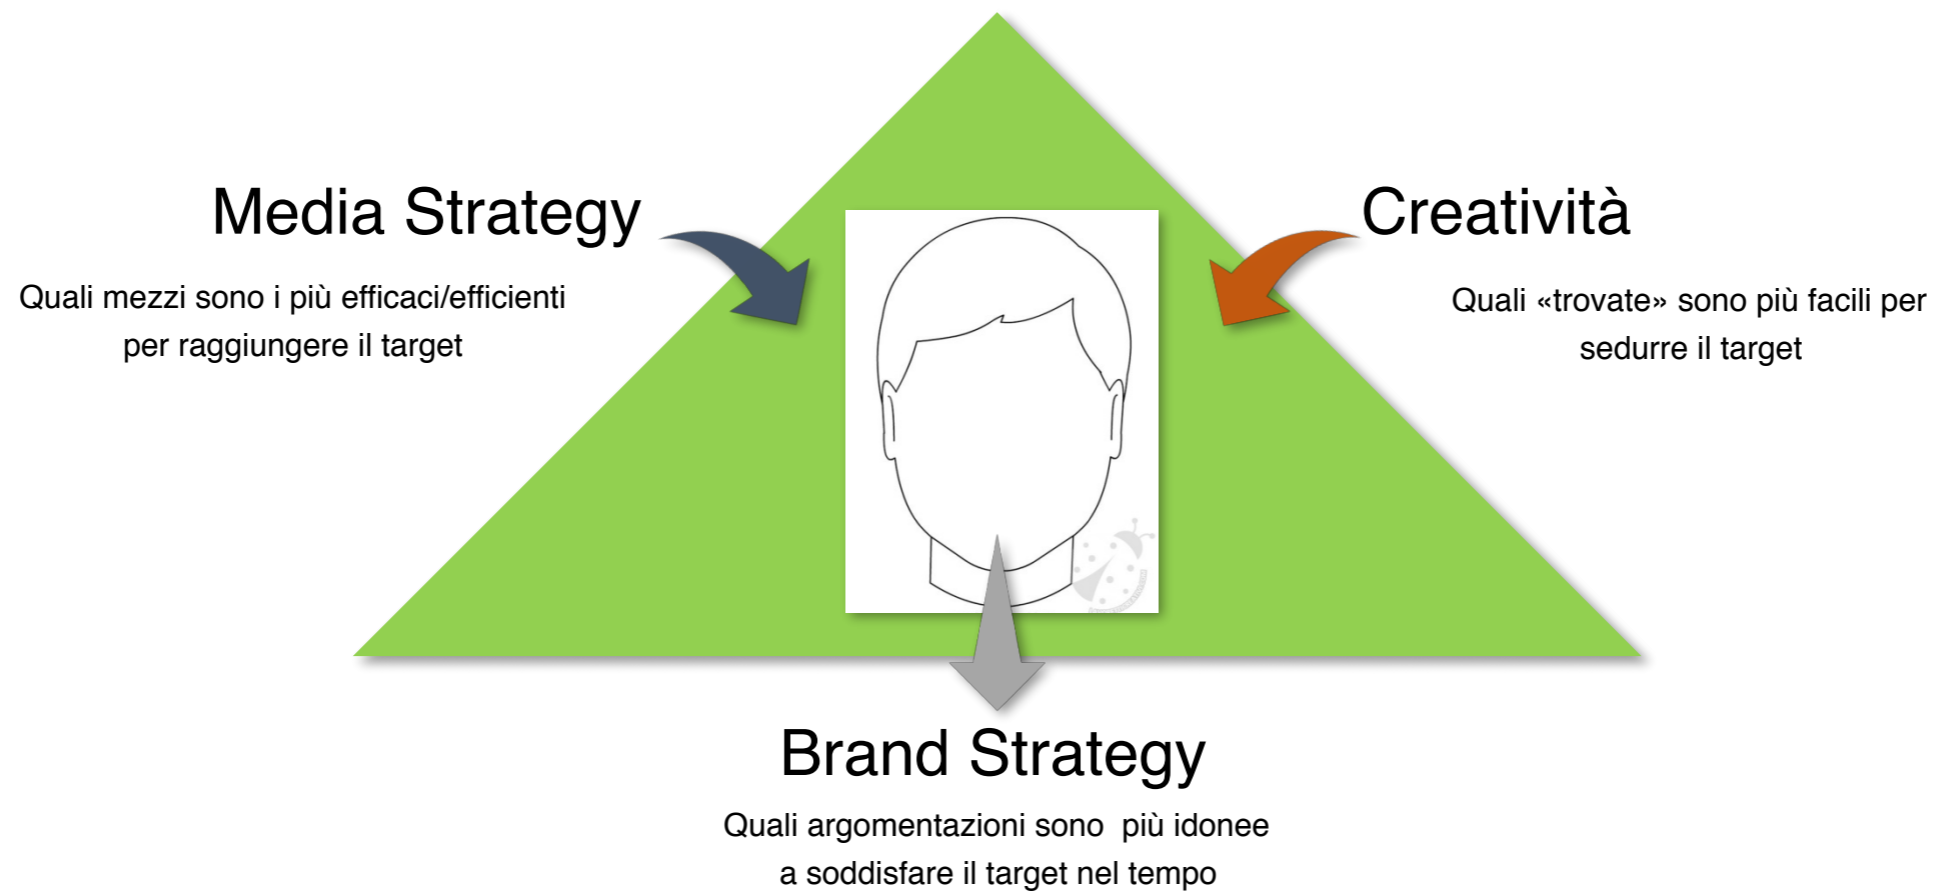 Media Strategy
Quali mezzi sono i più efficaci/efficienti
per raggiungere il target
Creatività
Quali «trovate» sono più facili per
sedurre il target
Brand Strategy
Quali argomentazioni sono  più idonee
a soddisfare il target nel tempo